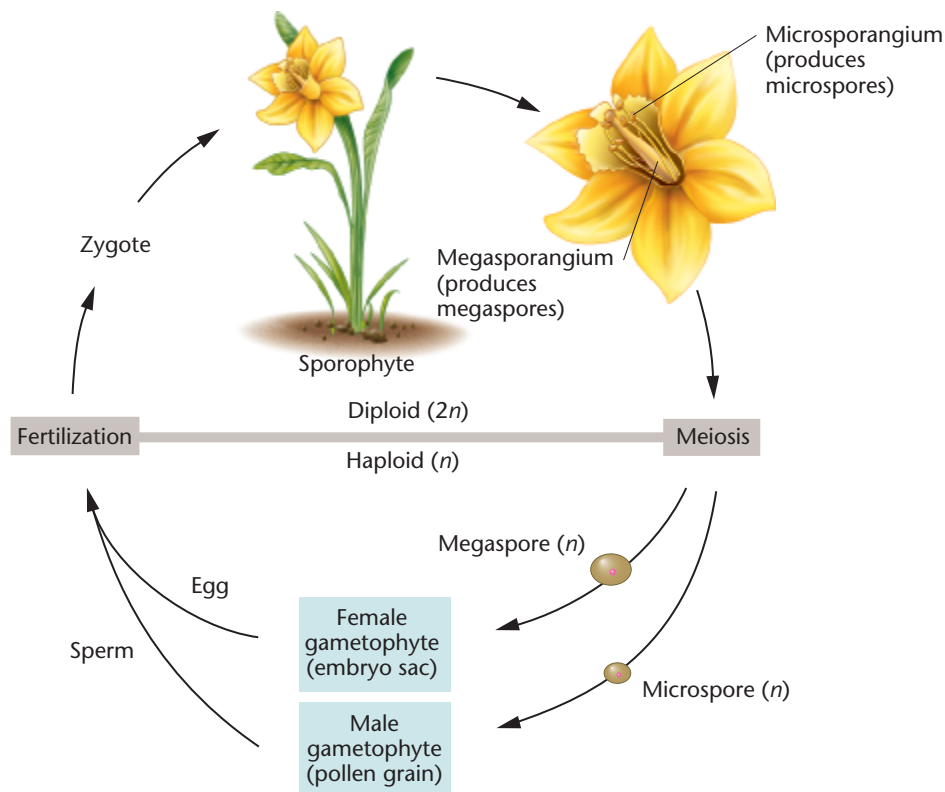 Microsporangium
(produces
microspores)
Zygote
Megasporangium
(produces
megaspores)
Sporophyte
Diploid (2n)
Fertilization
Meiosis
Haploid (n)
Megaspore (n)
Egg
Female
gametophyte
(embryo sac)
Sperm
Microspore (n)
Male
gametophyte
(pollen grain)